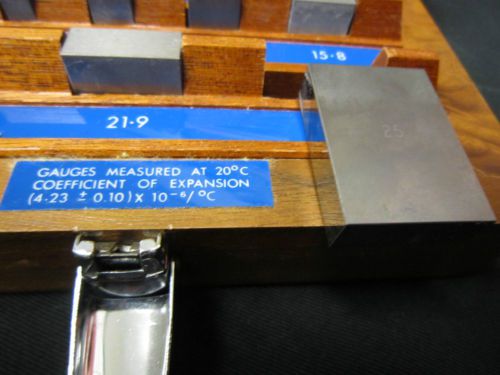 15·8
21·9
25
GAUGES MEASURED AT 20°C
COEFFICIENT OF EXPANSION
(4·23 ± 0.10) X 10⁻⁶/°C